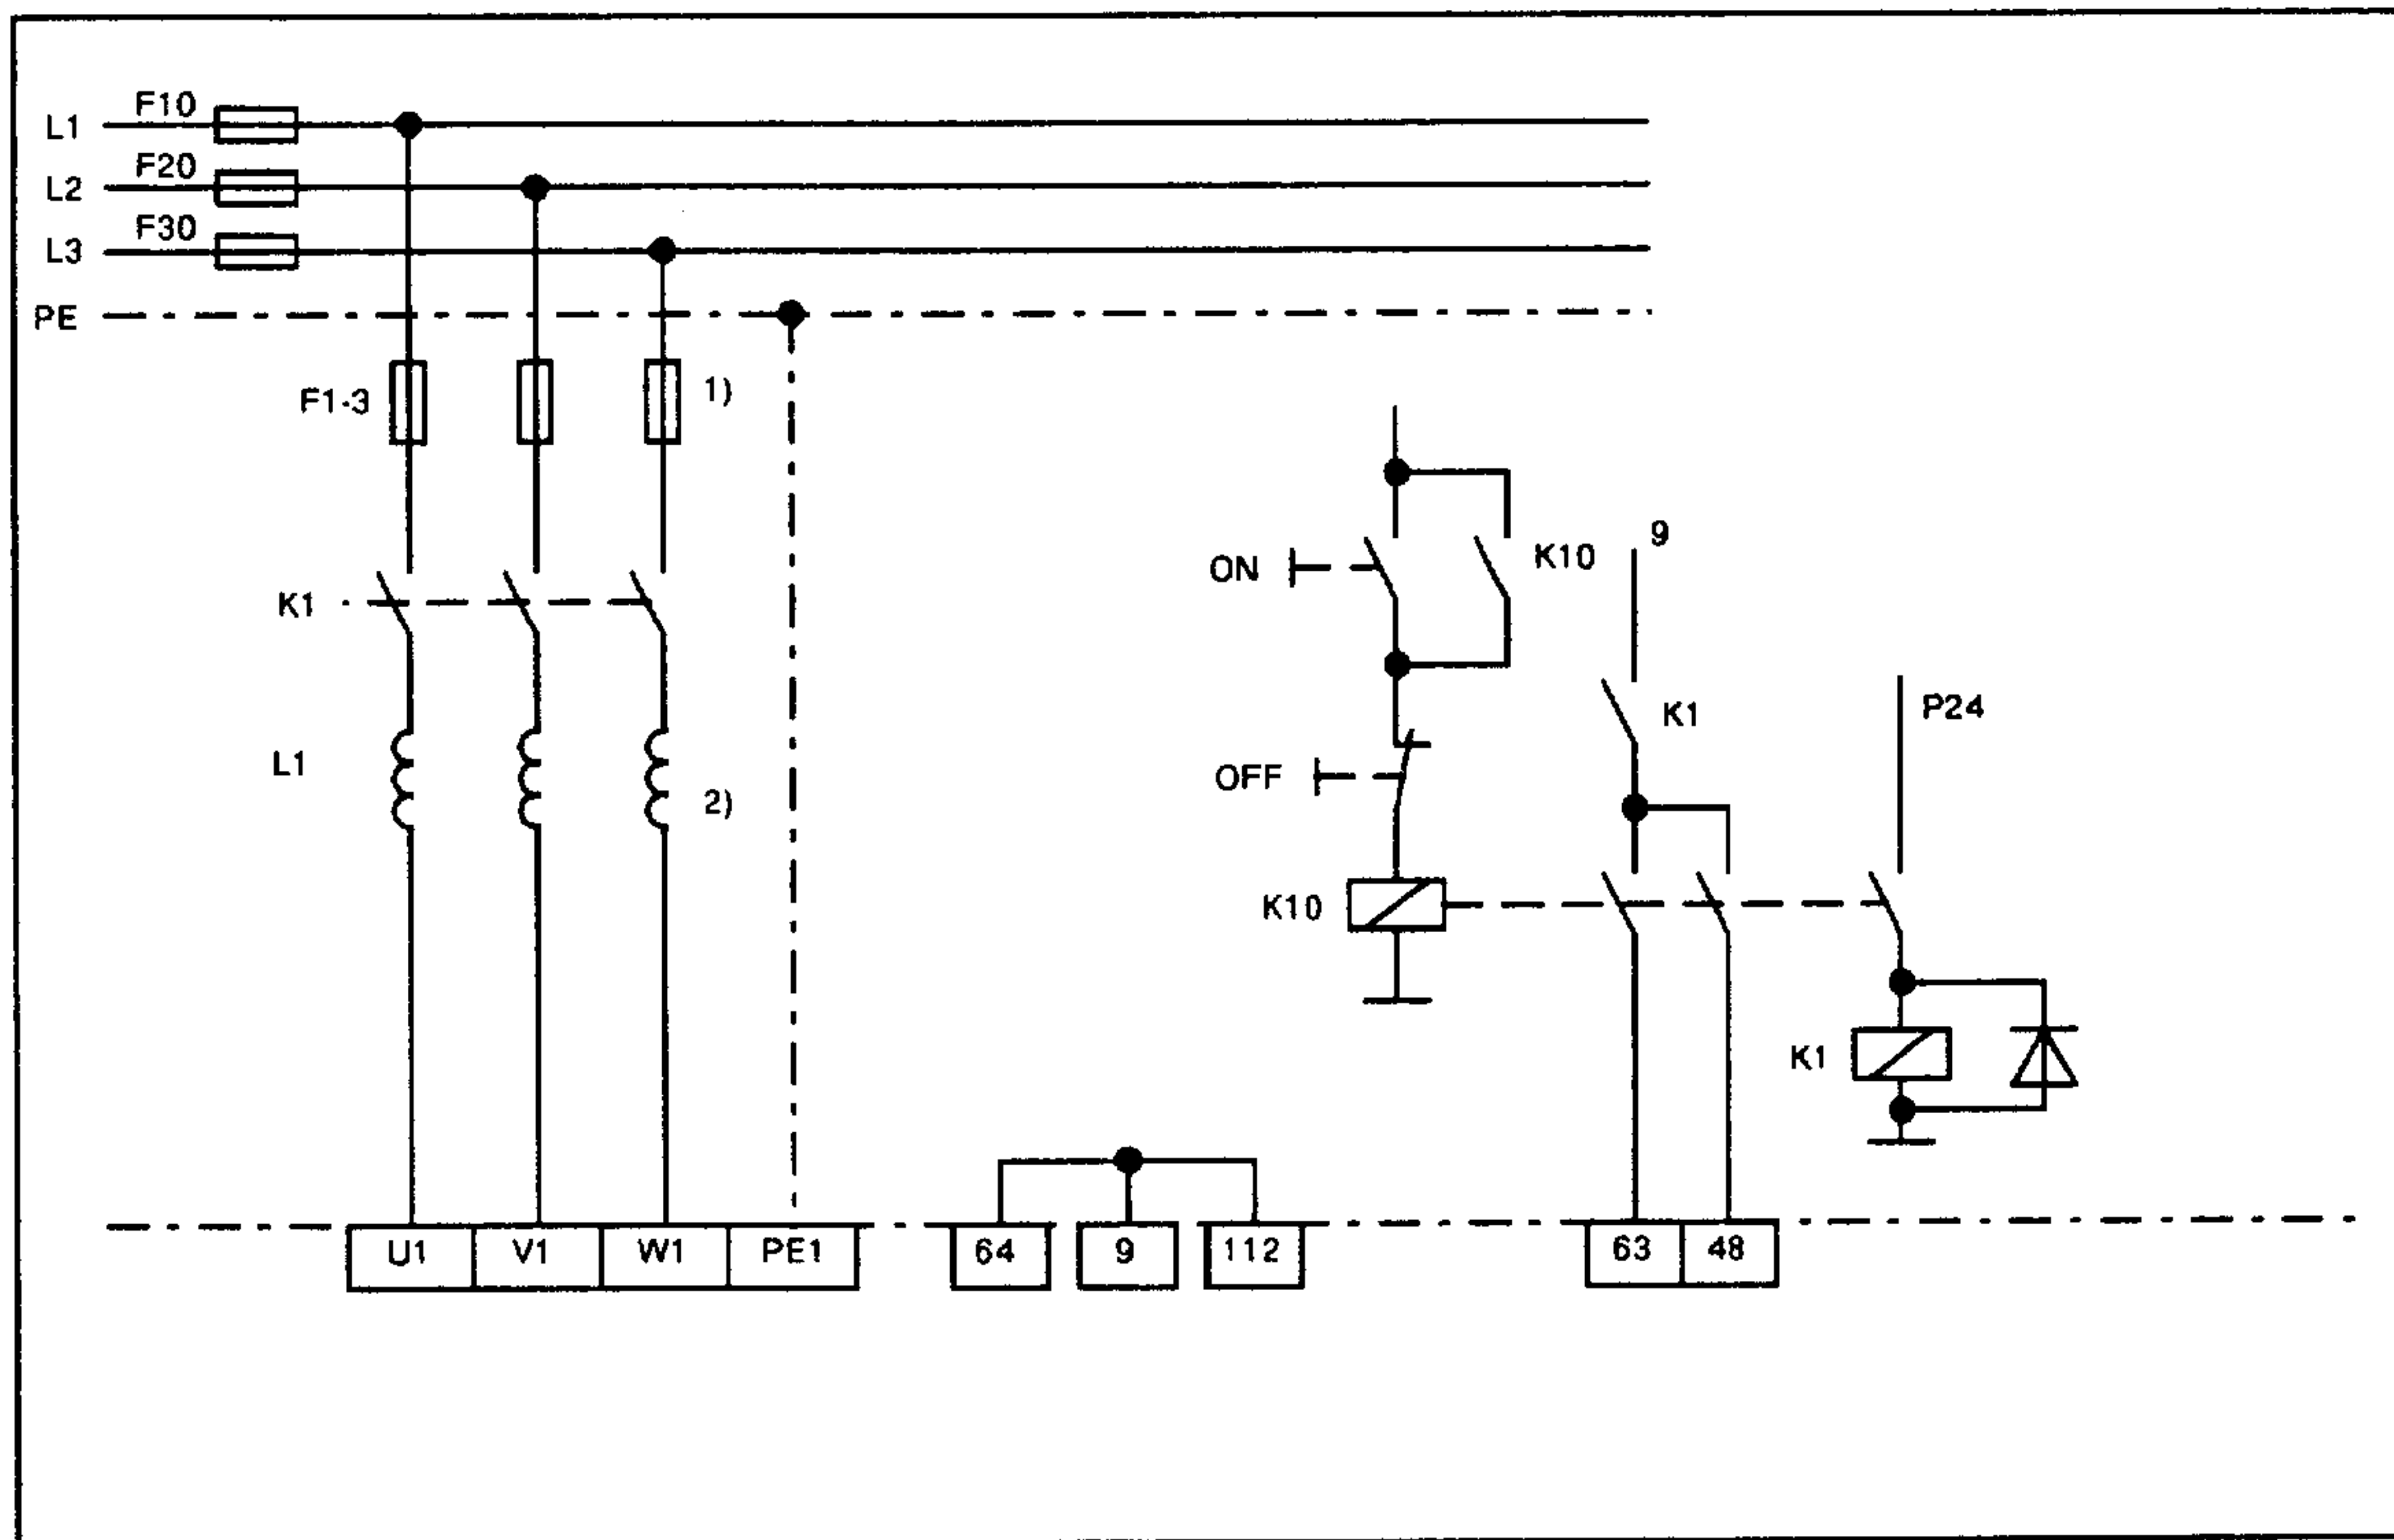 F10
L1
F20
L2
F30
L3
PE
F1-3
1)
K1
L1
2)
ON
K10
9
K1
P24
OFF
K10
K1
U1 V1 W1 PE1 64 9 112 63 48